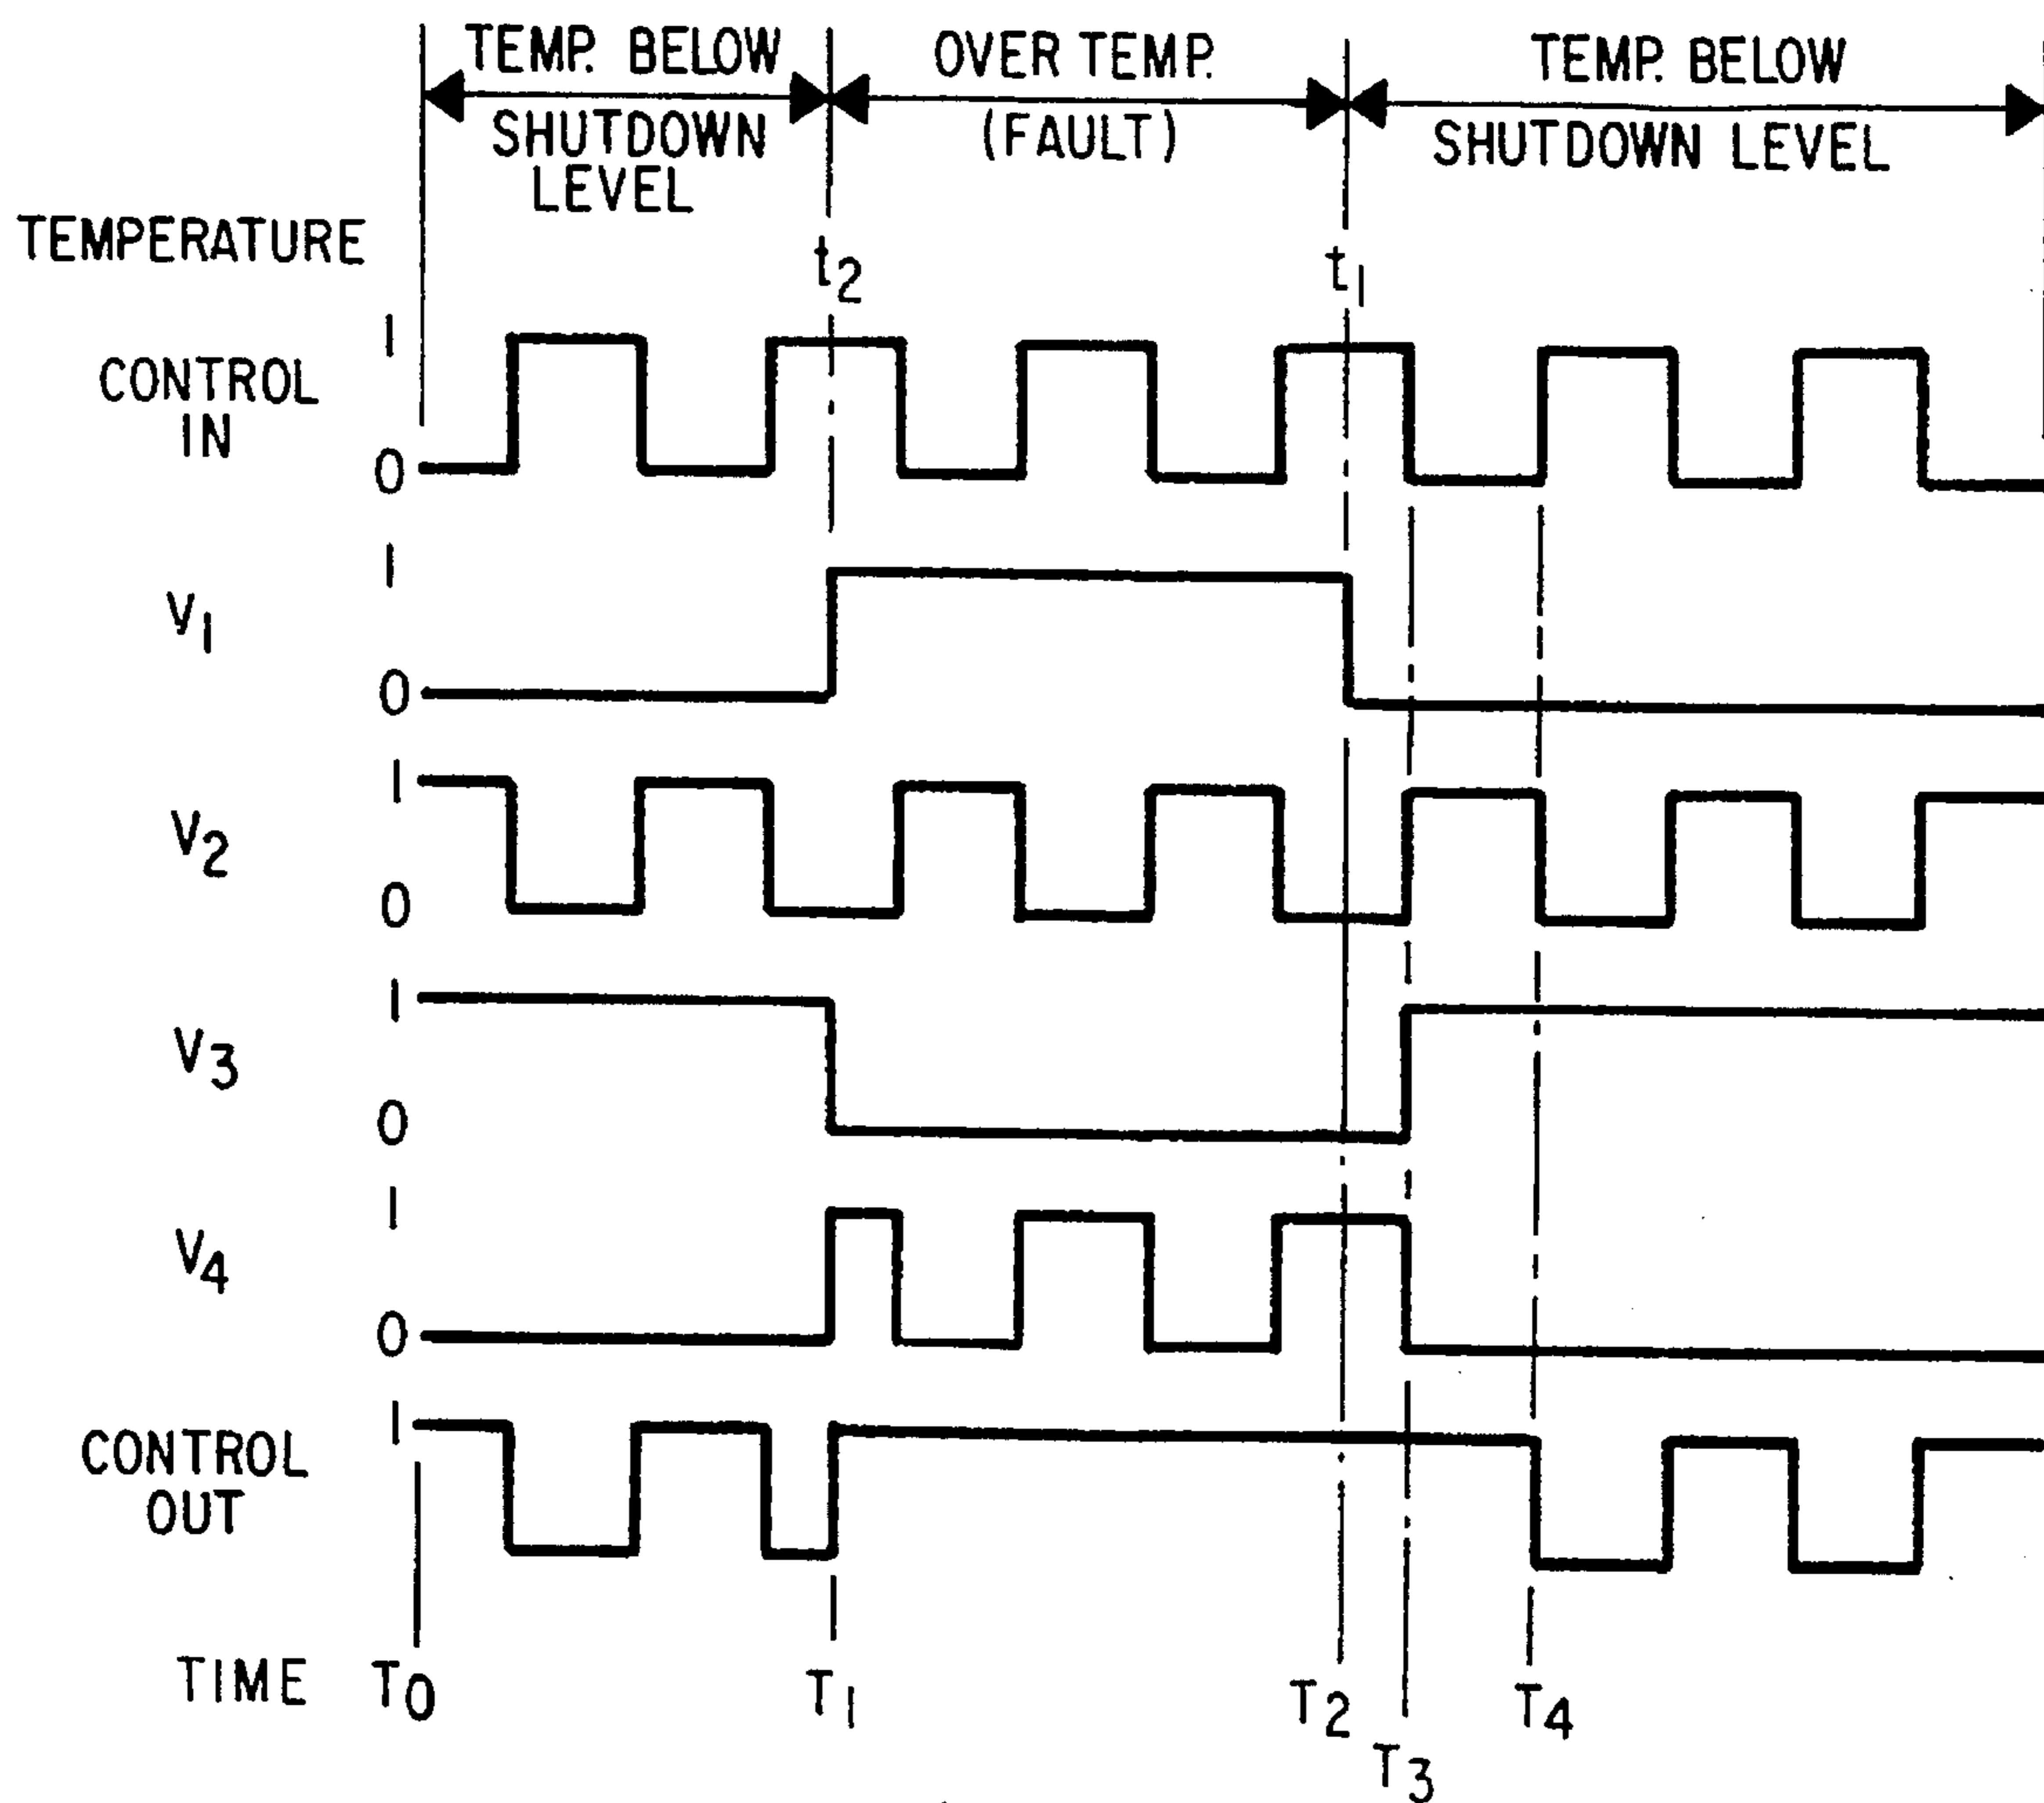 TEMP. BELOW
SHUTDOWN
LEVEL
OVER TEMP.
(FAULT)
TEMP. BELOW
SHUTDOWN LEVEL
TEMPERATURE
t2
t1
CONTROL
IN
1
0
V1
1
0
V2
1
0
V3
1
0
V4
1
0
CONTROL
OUT
1
TIME
T0
T1
T2
T3
T4